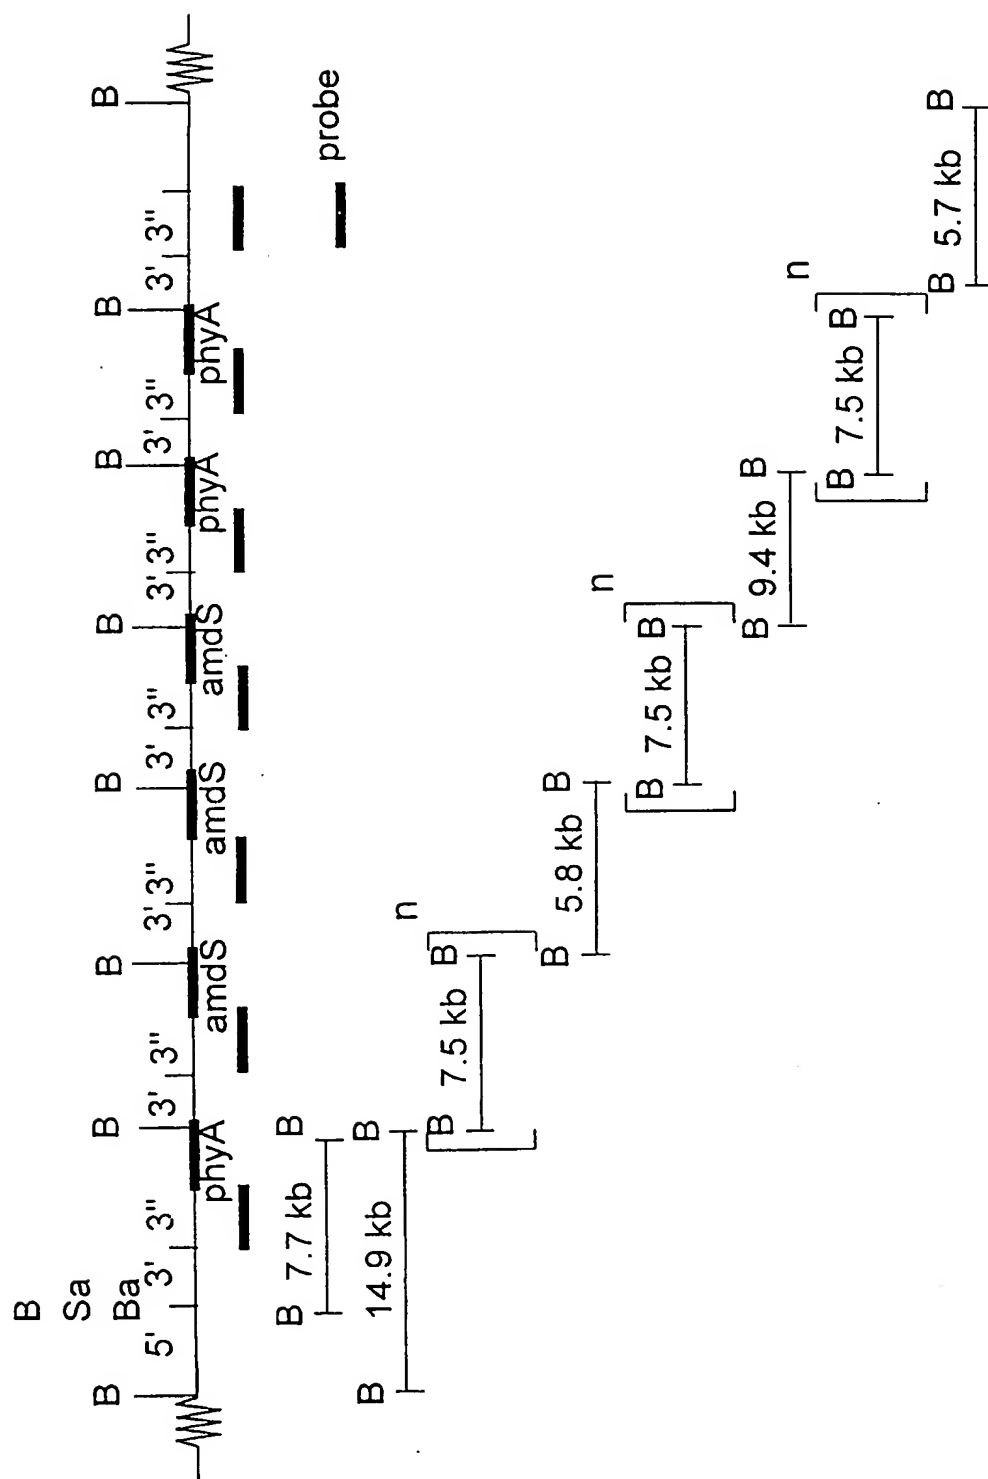 B
Sa
B B B B B B B B
Ba
5' 3' 3" 3' 3" 3' 3" 3' 3" 3' 3" 3' 3" 3' 3"
phyA amdS amdS amdS phyA phyA
probe
B 7.7 kb B
B 14.9 kb B
n
B 7.5 kb B
B 5.8 kb B
n
B 7.5 kb B
B 9.4 kb B
n
B 7.5 kb B
B 5.7 kb B